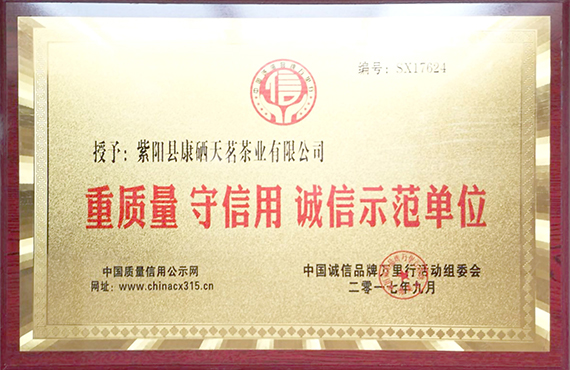 编号：SX17624
信
授予：紫阳县康硒天茗茶业有限公司
重质量 守信用 诚信示范单位
中国质量信用公示网
网址：www.chinacx315.cn
中国诚信品牌万里行活动组委会
二零一七年九月